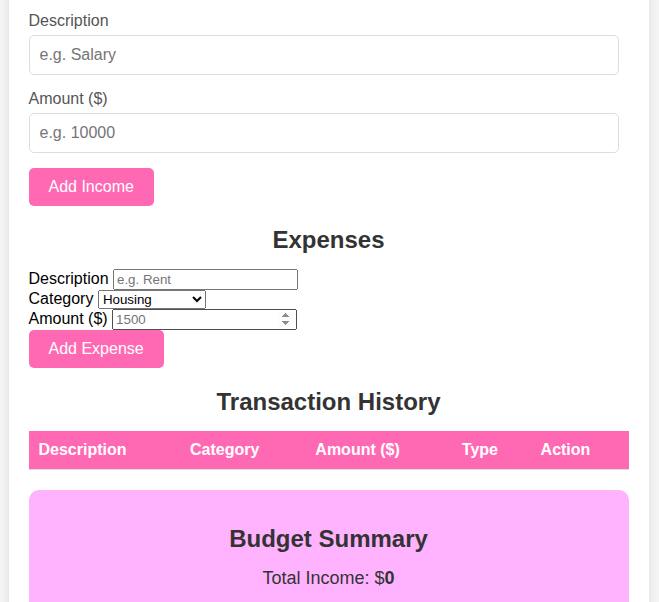 Description
e.g. Salary
Amount ($)
e.g. 10000
Add Income
Expenses
Description e.g. Rent
Category Housing
Amount ($) 1500
Add Expense
Transaction History
Description Category Amount ($) Type Action
Budget Summary
Total Income: $0